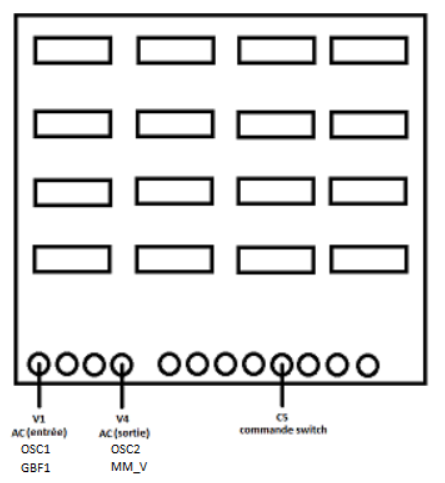 V1 V4 C5
AC (entrée) AC (sortie) commande switch
OSC1 OSC2
GBF1 MM_V